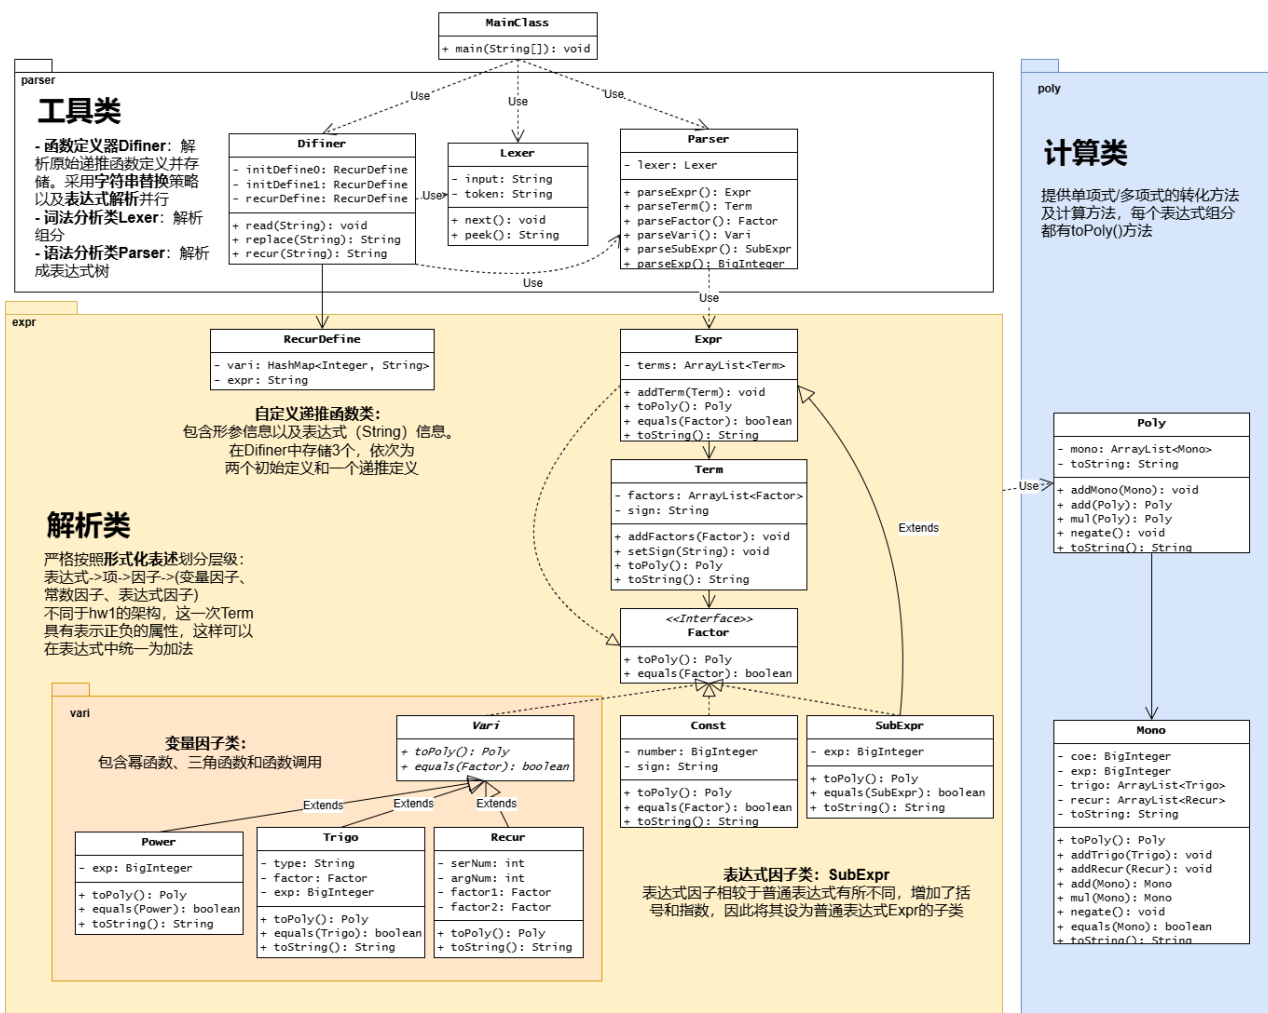 MainClass
+ main(String[]): void
parser
工具类
- 函数定义器Difiner：解
析原始递推函数定义并存
储。采用字符串替换策略
以及表达式解析并行
- 词法分析类Lexer：解析
组分
- 语法分析类Parser：解析
成表达式树
Use
Use
Use
Difiner
- initDefine0: RecurDefine
- initDefine1: RecurDefine
- recurDefine: RecurDefine
+ read(String): void
+ replace(String): String
+ recur(String): String
Use
Lexer
- input: String
- token: String
+ next(): void
+ peek(): String
Parser
- lexer: Lexer
+ parseExpr(): Expr
+ parseTerm(): Term
+ parseFactor(): Factor
+ parseVari(): Vari
+ parseSubExpr(): SubExpr
+ parseExp(): BigInteger
Use
Use
expr
RecurDefine
- vari: HashMap<Integer, String>
- expr: String
自定义递推函数类：
包含形参信息以及表达式（String）信息。
在Difiner中存储3个，依次为
两个初始定义和一个递推定义
Expr
- terms: ArrayList<Term>
+ addTerm(Term): void
+ toPoly(): Poly
+ equals(Factor): boolean
+ toString(): String
Term
- factors: ArrayList<Factor>
- sign: String
+ addFactors(Factor): void
+ setSign(String): void
+ toPoly(): Poly
+ toString(): String
Extends
解析类
严格按照形式化表述划分层级：
表达式->项->因子->(变量因子、
常数因子、表达式因子)
不同于hw1的架构，这一次Term
具有表示正负的属性，这样可以
在表达式中统一为加法
<<Interface>>
Factor
+ toPoly(): Poly
+ equals(Factor): boolean
vari
变量因子类：
包含幂函数、三角函数和函数调用
Vari
+ toPoly(): Poly
+ equals(Factor): boolean
Const
- number: BigInteger
- sign: String
+ toPoly(): Poly
+ equals(Factor): boolean
+ toString(): String
SubExpr
- exp: BigInteger
+ toPoly(): Poly
+ equals(SubExpr): boolean
+ toString(): String
Extends
Extends
Extends
Power
- exp: BigInteger
+ toPoly(): Poly
+ equals(Power): boolean
+ toString(): String
Trigo
- type: String
- factor: Factor
- exp: BigInteger
+ toPoly(): Poly
+ equals(Trigo): boolean
+ toString(): String
Recur
- serNum: int
- argNum: int
- factor1: Factor
- factor2: Factor
+ toPoly(): Poly
+ toString(): String
表达式因子类：SubExpr
表达式因子相较于普通表达式有所不同，增加了括
号和指数，因此将其设为普通表达式Expr的子类
poly
计算类
提供单项式/多项式的转化方法
及计算方法，每个表达式组分
都有toPoly()方法
Use
Poly
- mono: ArrayList<Mono>
- toString: String
+ addMono(Mono): void
+ add(Poly): Poly
+ mul(Poly): Poly
+ negate(): void
+ toString(): String
Mono
- coe: BigInteger
- exp: BigInteger
- trigo: ArrayList<Trigo>
- recur: ArrayList<Recur>
- toString: String
+ toPoly(): Poly
+ addTrigo(Trigo): void
+ addRecur(Recur): void
+ add(Mono): Mono
+ mul(Mono): Mono
+ negate(): void
+ equals(Mono): boolean
+ toString(): String